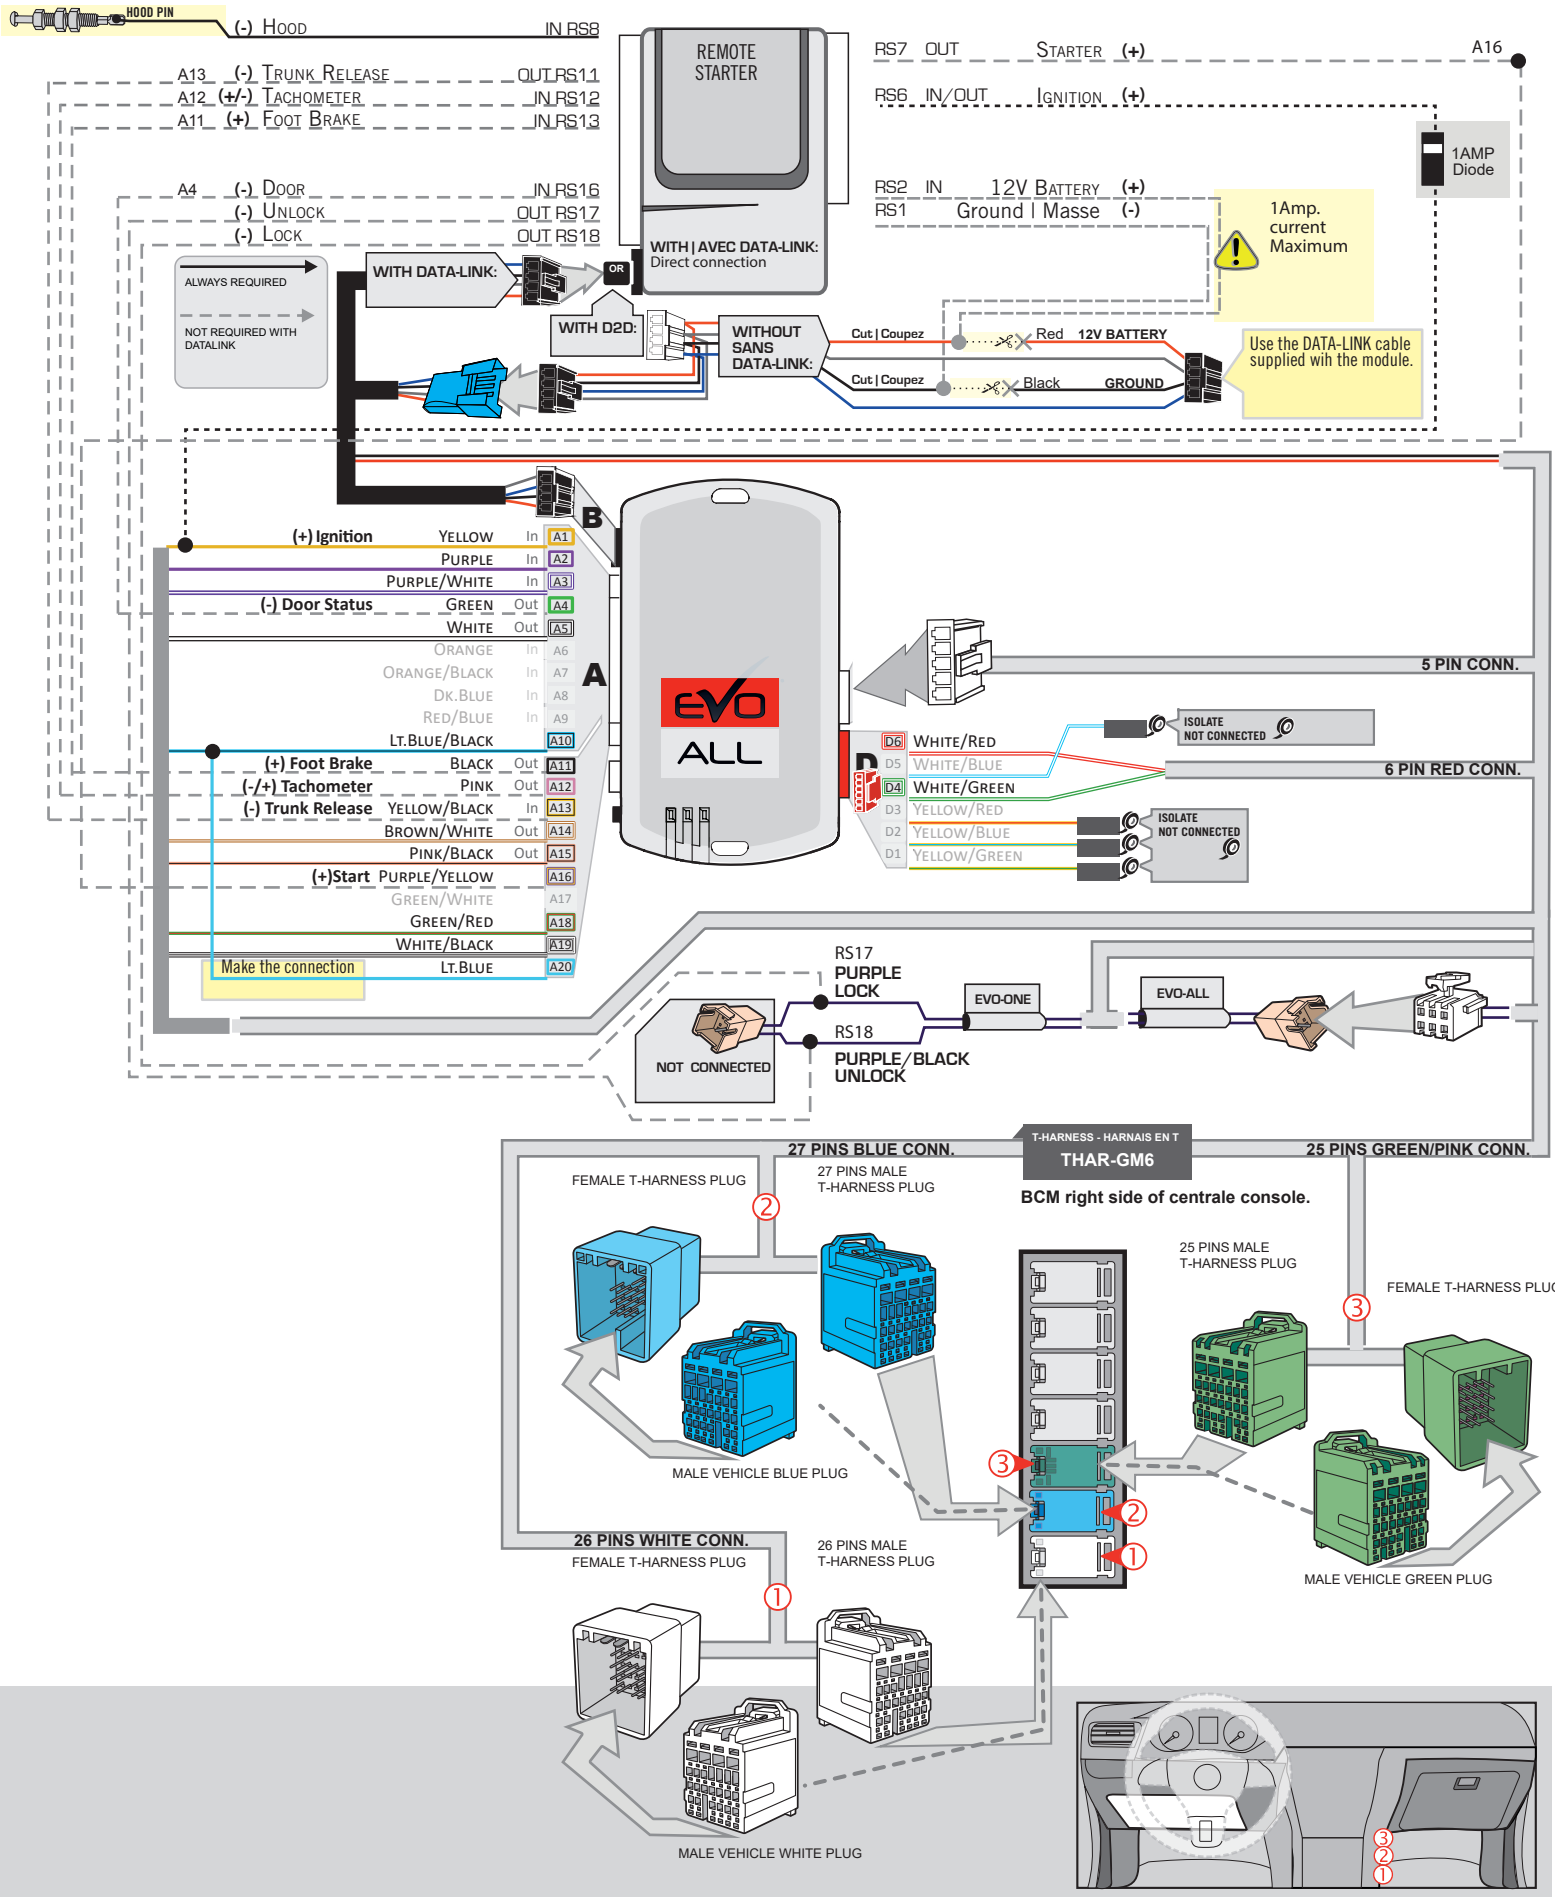 HOOD PIN
(-) Hood IN RS8
A13 (-) Trunk Release OUT RS11
A12 (+/-) Tachometer IN RS12
A11 (+) Foot Brake IN RS13
A4 (-) Door IN RS16
(-) Unlock OUT RS17
(-) Lock OUT RS18
REMOTE
STARTER
WITH | AVEC DATA-LINK:
Direct connection
RS7 OUT Starter (+) A16
RS6 IN/OUT Ignition (+)
1AMP
Diode
RS2 IN 12V Battery (+)
RS1 Ground | Masse (-)
1Amp.
current
Maximum
ALWAYS REQUIRED
NOT REQUIRED WITH
DATALINK
WITH DATA-LINK:
OR
WITH D2D:
WITHOUT
SANS
DATA-LINK:
Cut | Coupez Red 12V BATTERY
Cut | Coupez Black GROUND
Use the DATA-LINK cable
supplied wih the module.
B
A
D
EVO
ALL
(+) Ignition Yellow In A1
Purple In A2
Purple/White In A3
(-) Door Status Green Out A4
White Out A5
Orange In A6
Orange/Black In A7
Dk.Blue In A8
Red/Blue In A9
Lt.Blue/Black A10
(+) Foot Brake Black Out A11
(-/+) Tachometer Pink Out A12
(-) Trunk Release Yellow/Black In A13
Brown/White Out A14
Pink/Black Out A15
(+)Start Purple/Yellow A16
Green/White A17
Green/Red A18
White/Black A19
Make the connection Lt.Blue A20
5 PIN CONN.
D6 White/Red
D5 White/Blue
D4 White/Green
D3 Yellow/Red
D2 Yellow/Blue
D1 Yellow/Green
ISOLATE
NOT CONNECTED
6 PIN RED CONN.
ISOLATE
NOT CONNECTED
RS17
PURPLE
LOCK
RS18
PURPLE/BLACK
UNLOCK
NOT CONNECTED
EVO-ONE
EVO-ALL
T-HARNESS - HARNAIS EN T
THAR-GM6
27 PINS BLUE CONN.
25 PINS GREEN/PINK CONN.
BCM right side of centrale console.
FEMALE T-HARNESS PLUG
27 PINS MALE
T-HARNESS PLUG
2
MALE VEHICLE BLUE PLUG
25 PINS MALE
T-HARNESS PLUG
FEMALE T-HARNESS PLUG
3
MALE VEHICLE GREEN PLUG
3
2
1
26 PINS WHITE CONN.
FEMALE T-HARNESS PLUG
26 PINS MALE
T-HARNESS PLUG
1
MALE VEHICLE WHITE PLUG
3
2
1